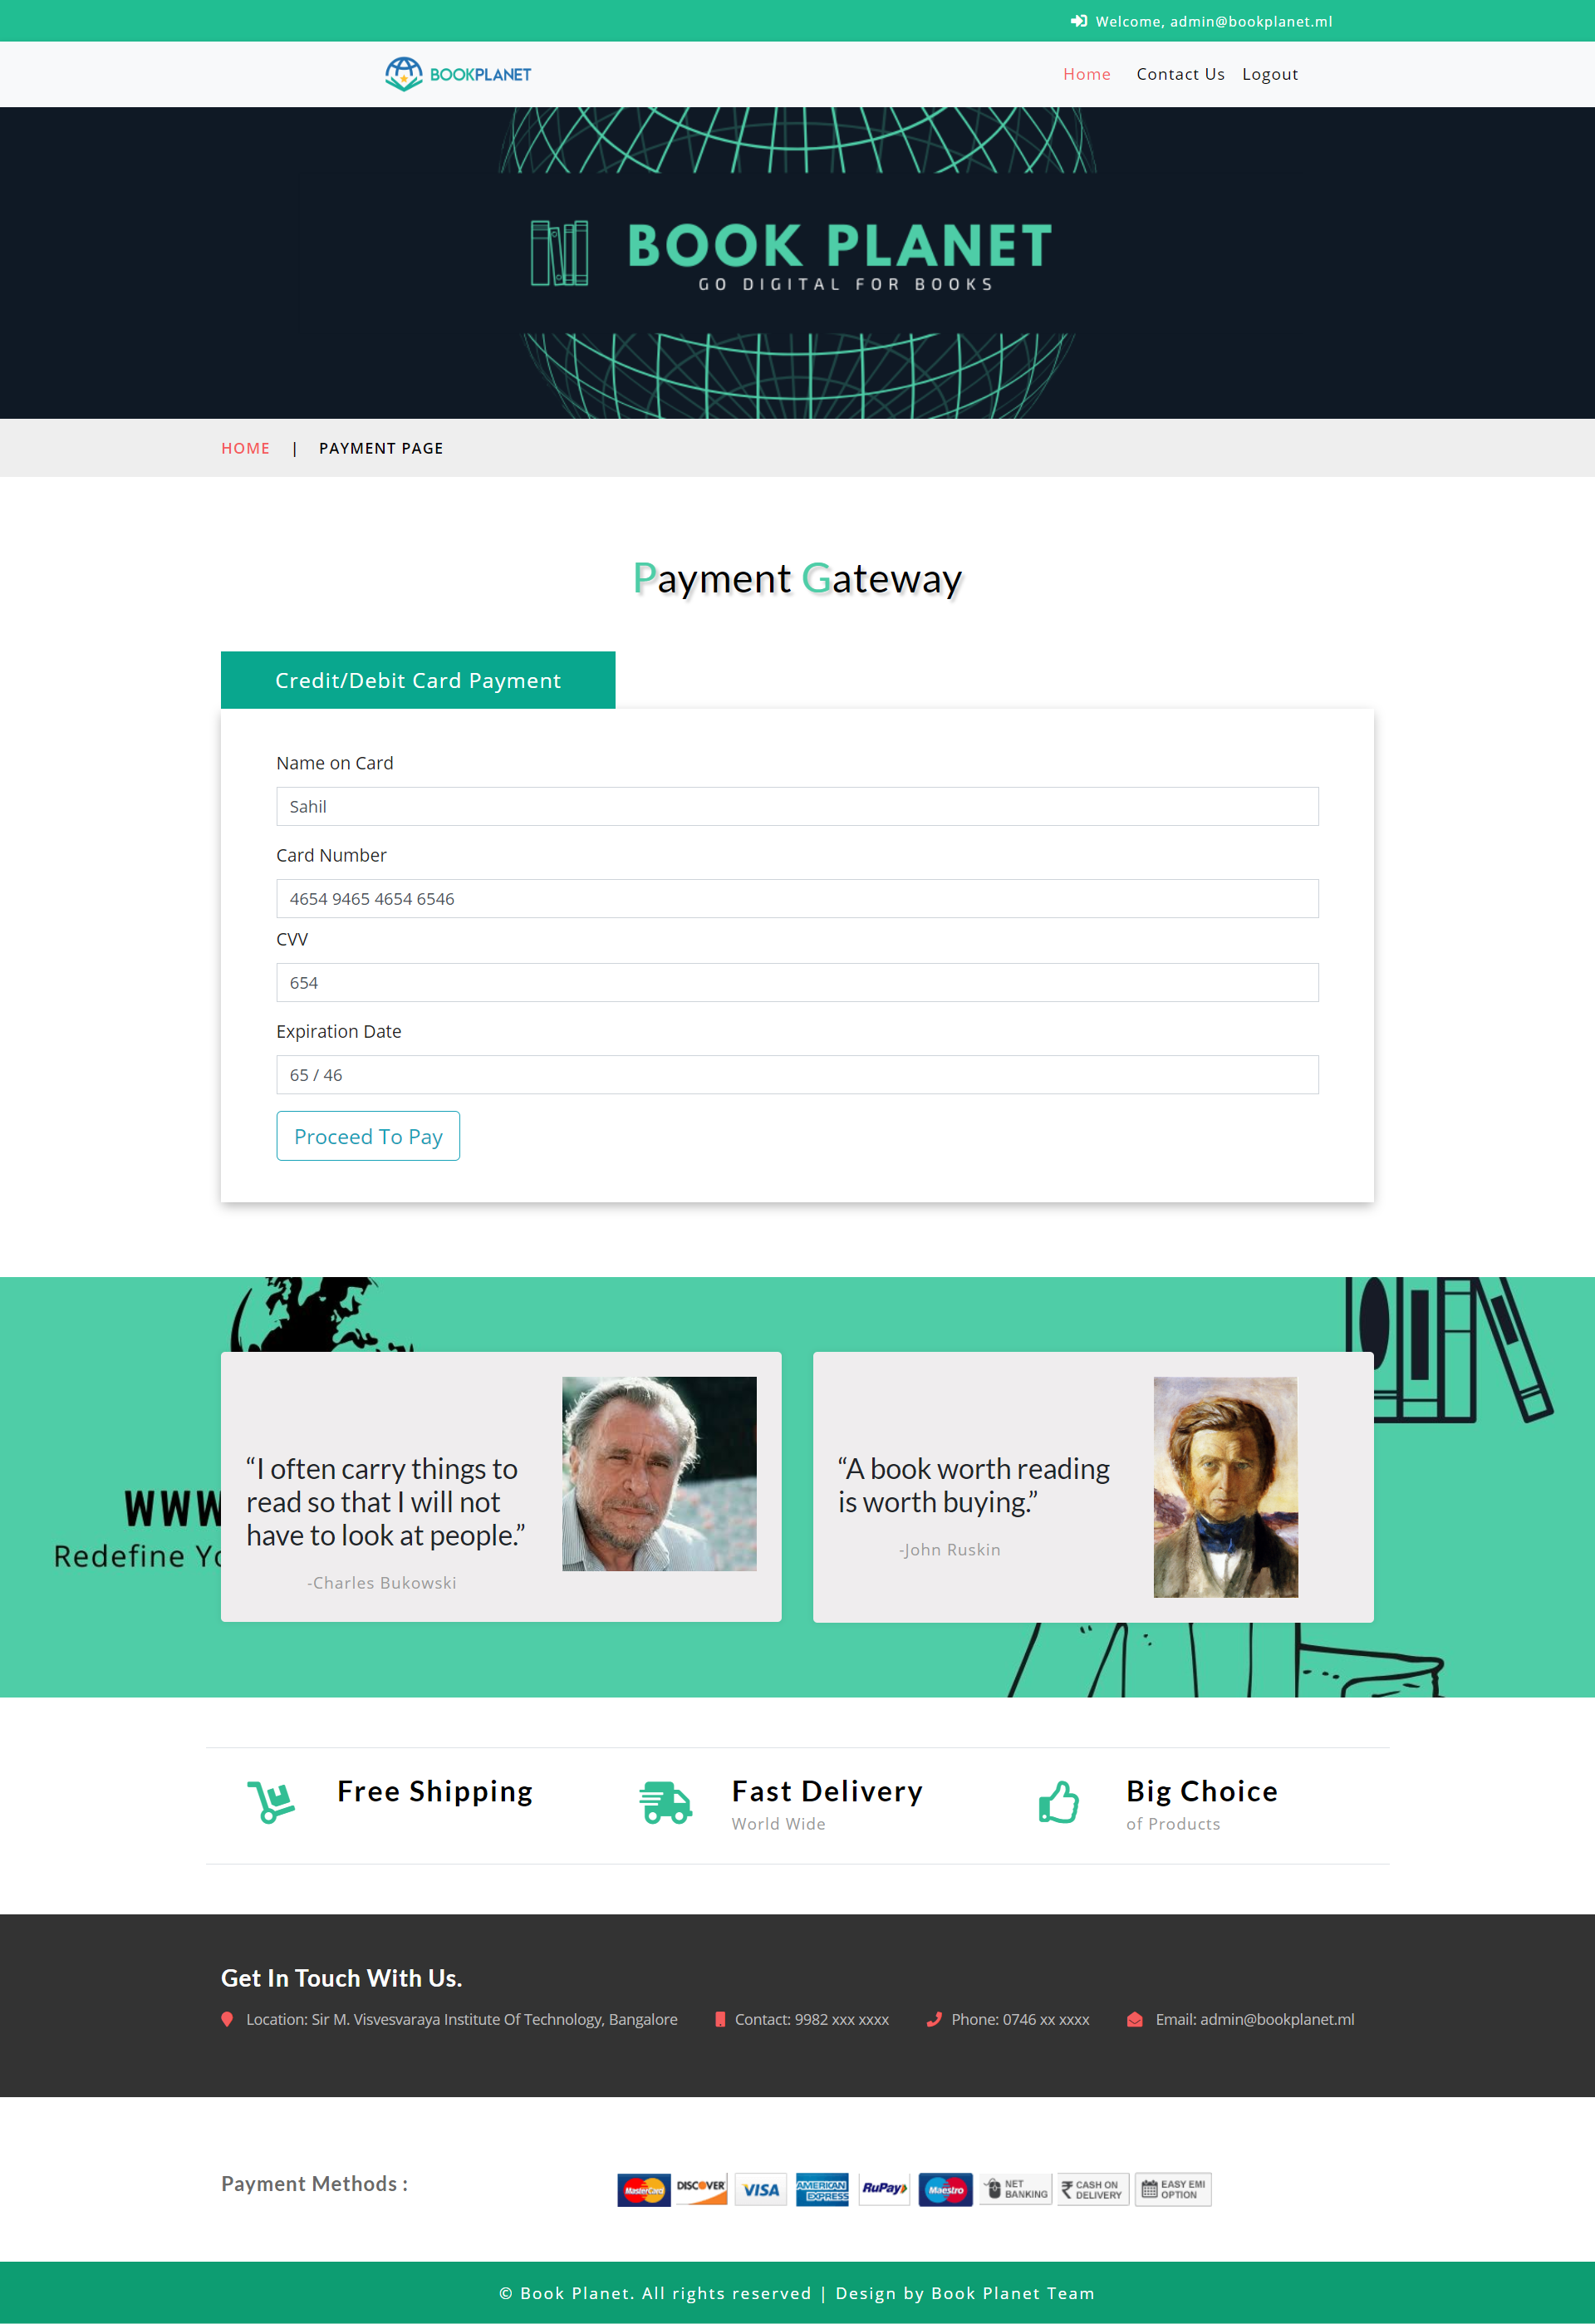 Welcome, admin@bookplanet.ml
BOOKPLANET
Home Contact Us Logout
BOOK PLANET
GO DIGITAL FOR BOOKS
HOME | PAYMENT PAGE
Payment Gateway
Credit/Debit Card Payment
Name on Card
Sahil
Card Number
4654 9465 4654 6546
CVV
654
Expiration Date
65 / 46
Proceed To Pay
WWW
Redefine Yo
“I often carry things to
read so that I will not
have to look at people.”
-Charles Bukowski
“A book worth reading
is worth buying.”
-John Ruskin
Free Shipping
Fast Delivery
World Wide
Big Choice
of Products
Get In Touch With Us.
Location: Sir M. Visvesvaraya Institute Of Technology, Bangalore Contact: 9982 xxx xxxx Phone: 0746 xx xxxx Email: admin@bookplanet.ml
Payment Methods :
MasterCard DISCOVER VISA AMERICAN EXPRESS RuPay Maestro NET BANKING ₹ CASH ON DELIVERY EASY EMI OPTION
© Book Planet. All rights reserved | Design by Book Planet Team